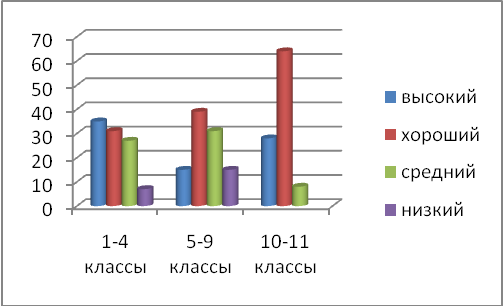 70
60
50
40
30
20
10
0
1-4 классы
5-9 классы
10-11 классы
высокий
хороший
средний
низкий